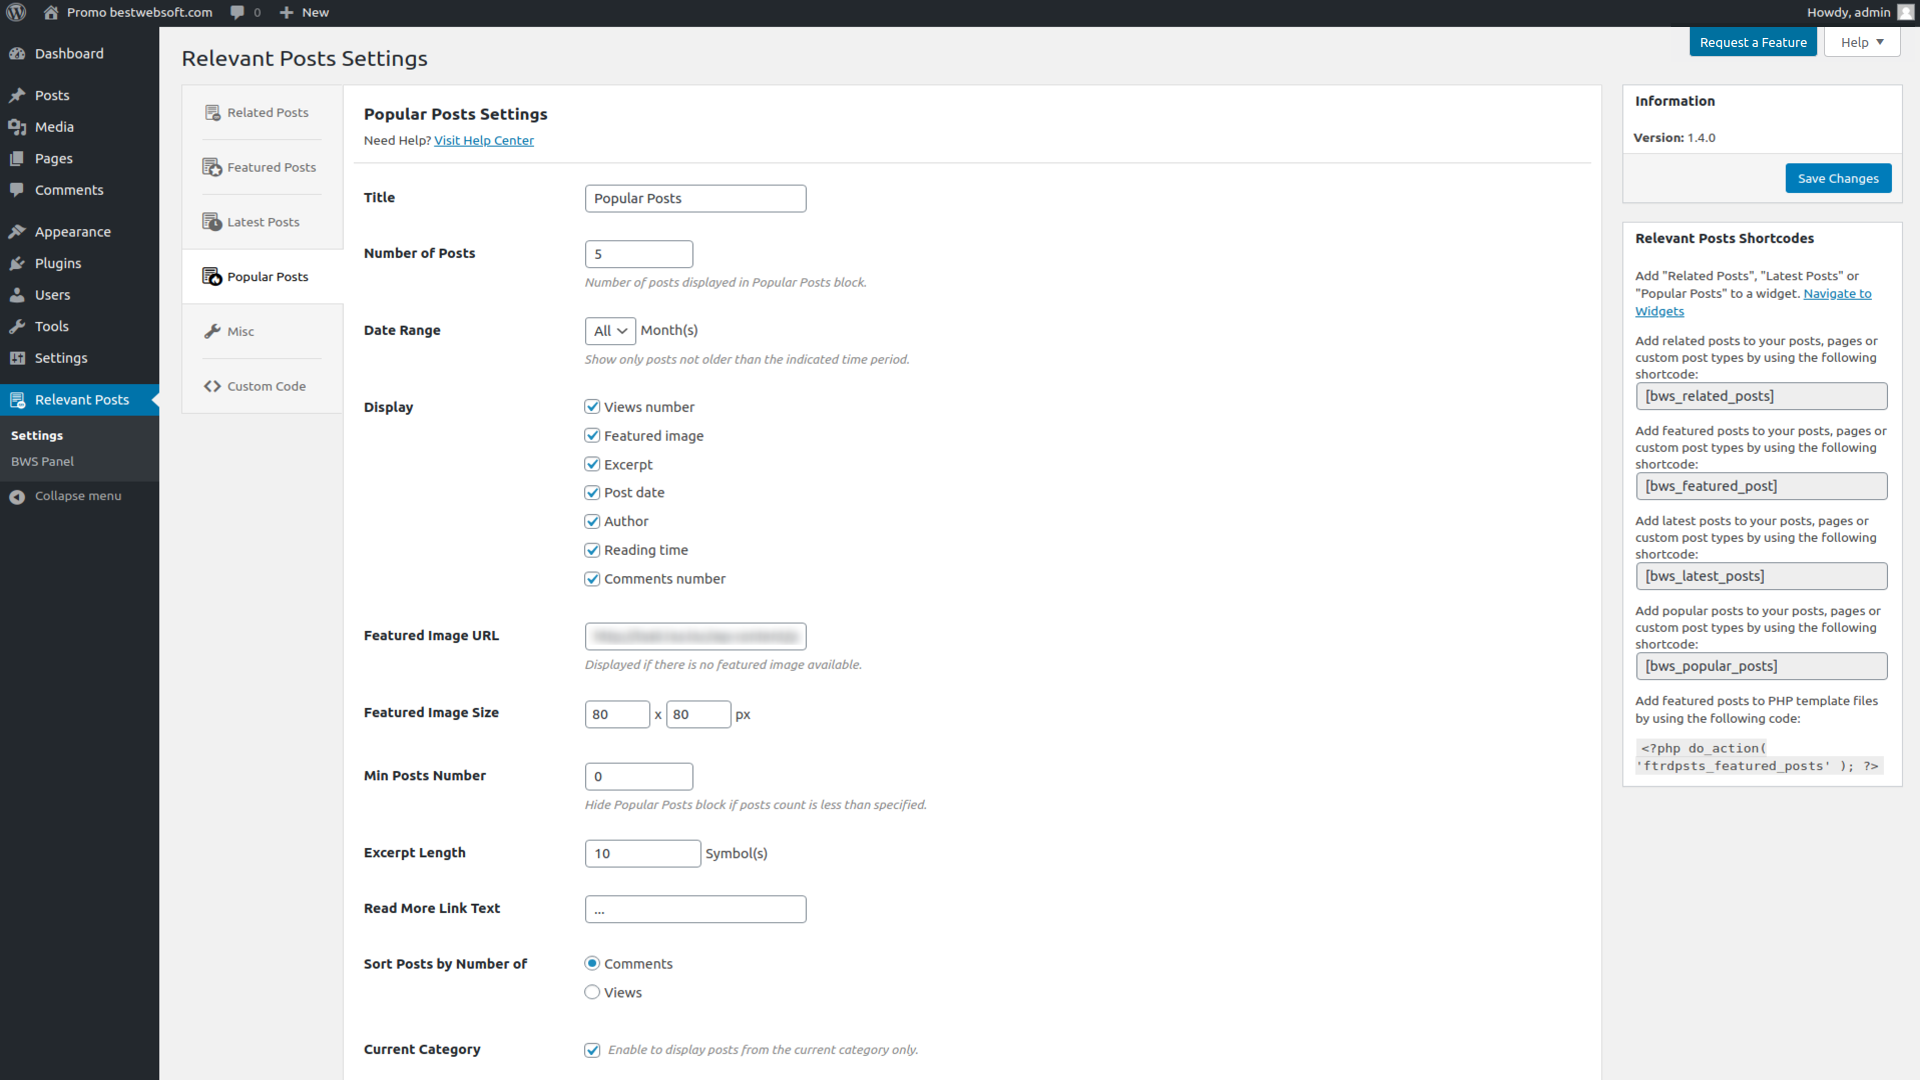 Promo bestwebsoft.com 0 New Howdy, admin
Dashboard
Posts
Media
Pages
Comments
Appearance
Plugins
Users
Tools
Settings
Relevant Posts
Settings
BWS Panel
Collapse menu
Relevant Posts Settings
Request a Feature
Help
Related Posts
Featured Posts
Latest Posts
Popular Posts
Misc
Custom Code
Popular Posts Settings
Need Help? Visit Help Center
Title
Popular Posts
Number of Posts
5
Number of posts displayed in Popular Posts block.
Date Range
All Month(s)
Show only posts not older than the indicated time period.
Display
Views number
Featured image
Excerpt
Post date
Author
Reading time
Comments number
Featured Image URL
Displayed if there is no featured image available.
Featured Image Size
80 x 80 px
Min Posts Number
0
Hide Popular Posts block if posts count is less than specified.
Excerpt Length
10 Symbol(s)
Read More Link Text
...
Sort Posts by Number of
Comments
Views
Current Category
Enable to display posts from the current category only.
Information
Version: 1.4.0
Save Changes
Relevant Posts Shortcodes
Add "Related Posts", "Latest Posts" or
"Popular Posts" to a widget. Navigate to
Widgets
Add related posts to your posts, pages or
custom post types by using the following
shortcode:
[bws_related_posts]
Add featured posts to your posts, pages or
custom post types by using the following
shortcode:
[bws_featured_post]
Add latest posts to your posts, pages or
custom post types by using the following
shortcode:
[bws_latest_posts]
Add popular posts to your posts, pages or
custom post types by using the following
shortcode:
[bws_popular_posts]
Add featured posts to PHP template files
by using the following code:
<?php do_action(
'ftrdpsts_featured_posts' ); ?>